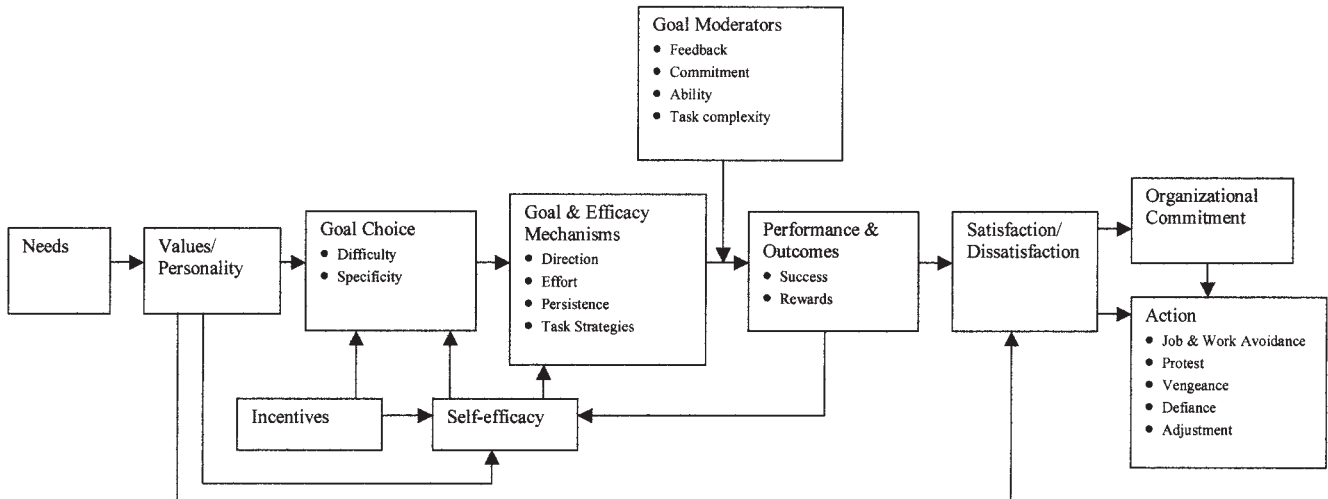 Goal Moderators
• Feedback
• Commitment
• Ability
• Task complexity
Needs
Values/
Personality
Goal Choice
• Difficulty
• Specificity
Goal & Efficacy
Mechanisms
• Direction
• Effort
• Persistence
• Task Strategies
Performance &
Outcomes
• Success
• Rewards
Satisfaction/
Dissatisfaction
Organizational
Commitment
Action
• Job & Work Avoidance
• Protest
• Vengeance
• Defiance
• Adjustment
Incentives
Self-efficacy